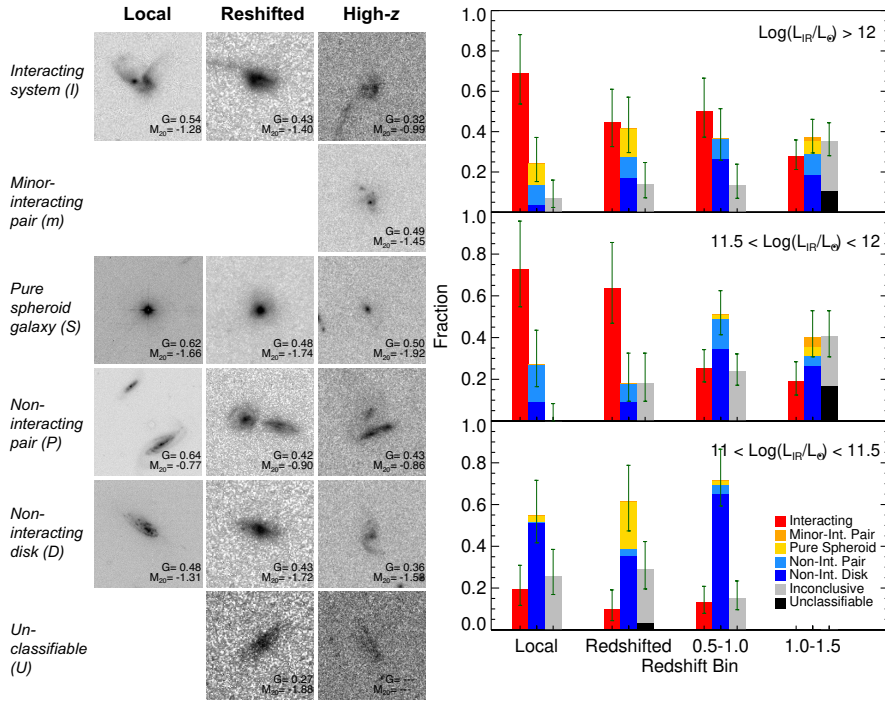 Local Reshifted High-z
Interacting
system (I)
G= 0.54
M20= -1.28
G= 0.43
M20= -1.40
G= 0.32
M20= -0.99
Minor-
interacting
pair (m)
G= 0.49
M20= -1.45
Pure
spheroid
galaxy (S)
G= 0.62
M20= -1.66
G= 0.48
M20= -1.74
G= 0.50
M20= -1.92
Non-
interacting
pair (P)
G= 0.64
M20= -0.77
G= 0.42
M20= -0.90
G= 0.43
M20= -0.86
Non-
interacting
disk (D)
G= 0.48
M20= -1.31
G= 0.43
M20= -1.72
G= 0.36
M20= -1.58
Un-
classifiable
(U)
G= 0.27
M20= -1.88
G= ---
M20= ---
Fraction
1.0
0.8
0.6
0.4
0.2
Log(LIR/L⊙) > 12
1.0
0.8
0.6
0.4
0.2
11.5 < Log(LIR/L⊙) < 12
1.0
0.8
0.6
0.4
0.2
0.0
11 < Log(LIR/L⊙) < 11.5
Interacting
Minor-Int. Pair
Pure Spheroid
Non-Int. Pair
Non-Int. Disk
Inconclusive
Unclassifiable
Local Redshifted 0.5-1.0 1.0-1.5
Redshift Bin